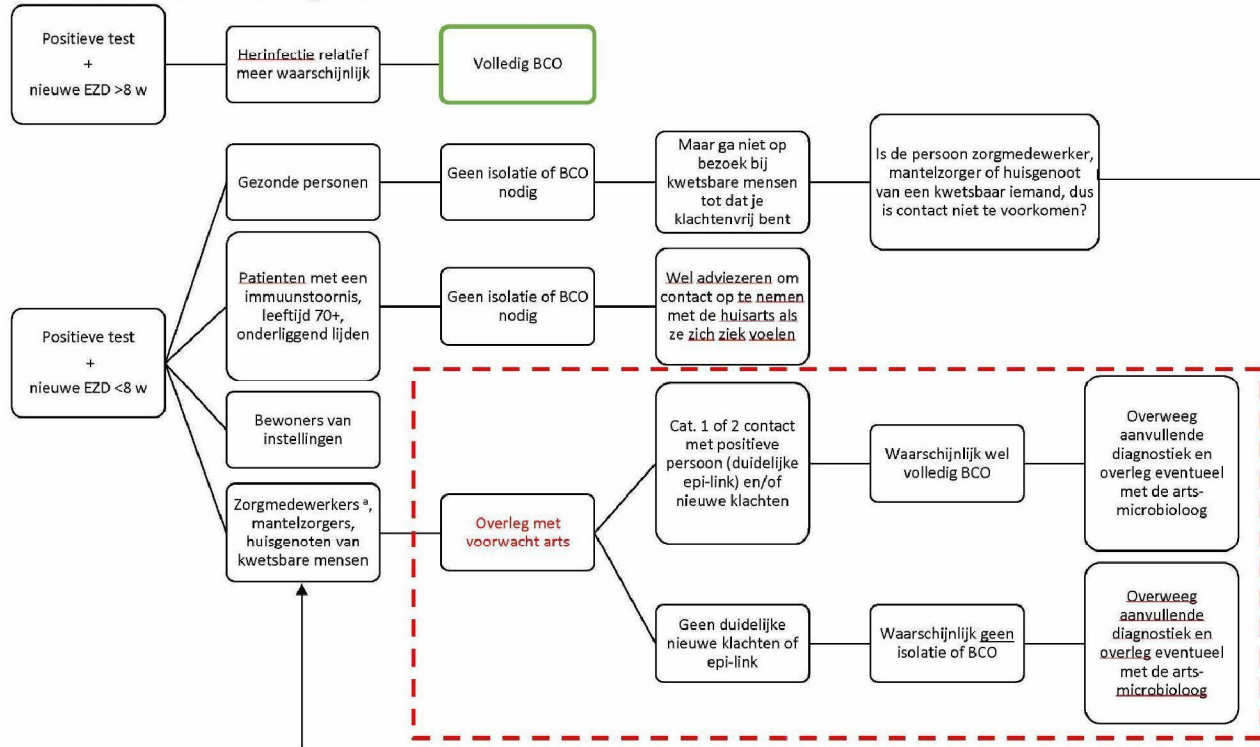 Positieve test
+
nieuwe EZD >8 w
Herinfectie relatief
meer waarschijnlijk
Volledig BCO
Positieve test
+
nieuwe EZD <8 w
Gezonde personen
Geen isolatie of BCO
nodig
Maar ga niet op
bezoek bij
kwetsbare mensen
tot dat je
klachtenvrij bent
Is de persoon zorgmedewerker,
mantelzorger of huisgenoot
van een kwetsbaar iemand, dus
is contact niet te voorkomen?
Patienten met een
immuunstoornis,
leeftijd 70+,
onderliggend lijden
Geen isolatie of BCO
nodig
Wel adviezeren om
contact op te nemen
met de huisarts als
ze zich ziek voelen
Bewoners van
instellingen
Zorgmedewerkers ª,
mantelzorgers,
huisgenoten van
kwetsbare mensen
Overleg met
voorwacht arts
Cat. 1 of 2 contact
met positieve
persoon (duidelijke
epi-link) en/of
nieuwe klachten
Waarschijnlijk wel
volledig BCO
Overweeg
aanvullende
diagnostiek en
overleg eventueel
met de arts-
microbioloog
Geen duidelijke
nieuwe klachten of
epi-link
Waarschijnlijk geen
isolatie of BCO
Overweeg
aanvullende
diagnostiek en
overleg eventueel
met de arts-
microbioloog